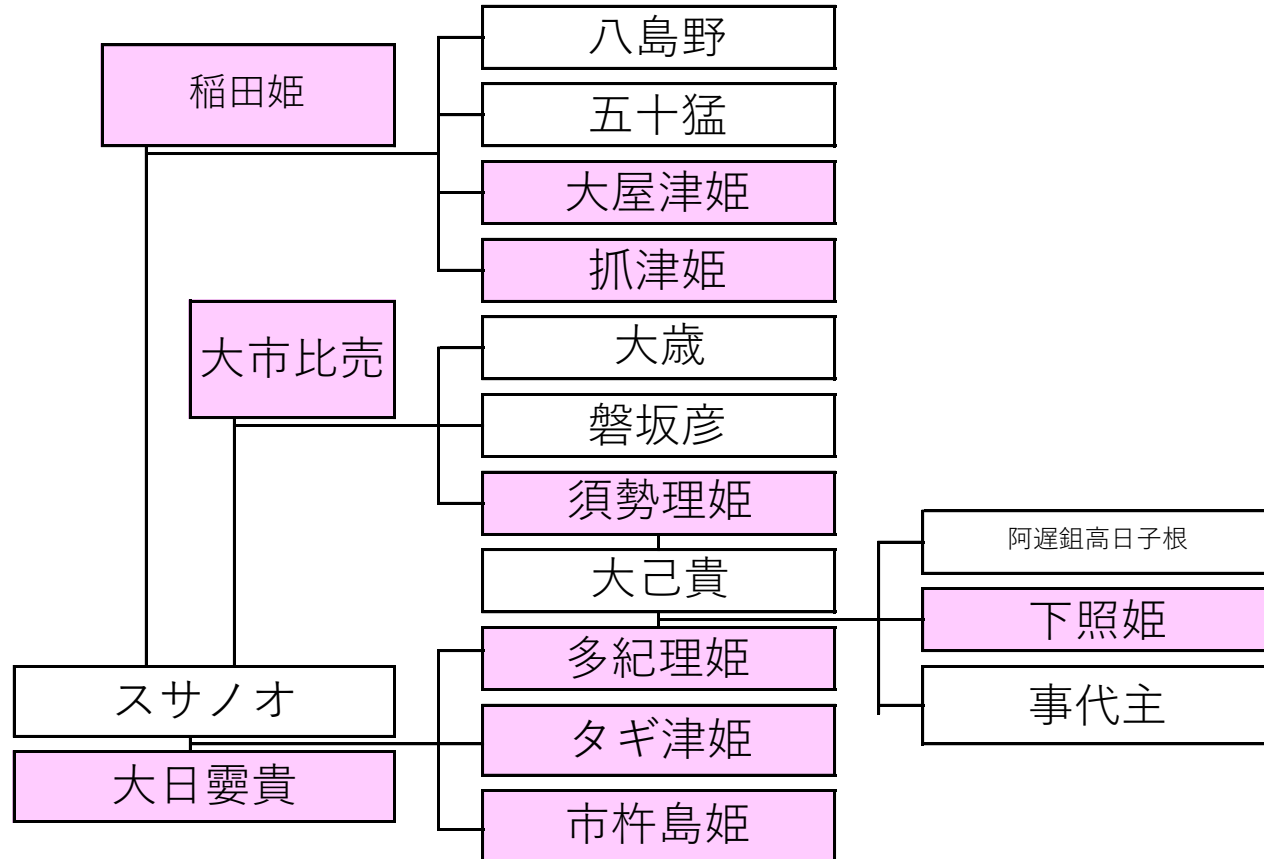 八島野
稲田姫
五十猛
大屋津姫
抓津姫
大歳
大市比売
磐坂彦
須勢理姫
阿遅鉏高日子根
大己貴
下照姫
多紀理姫
スサノオ
事代主
タギ津姫
大日孁貴
市杵島姫